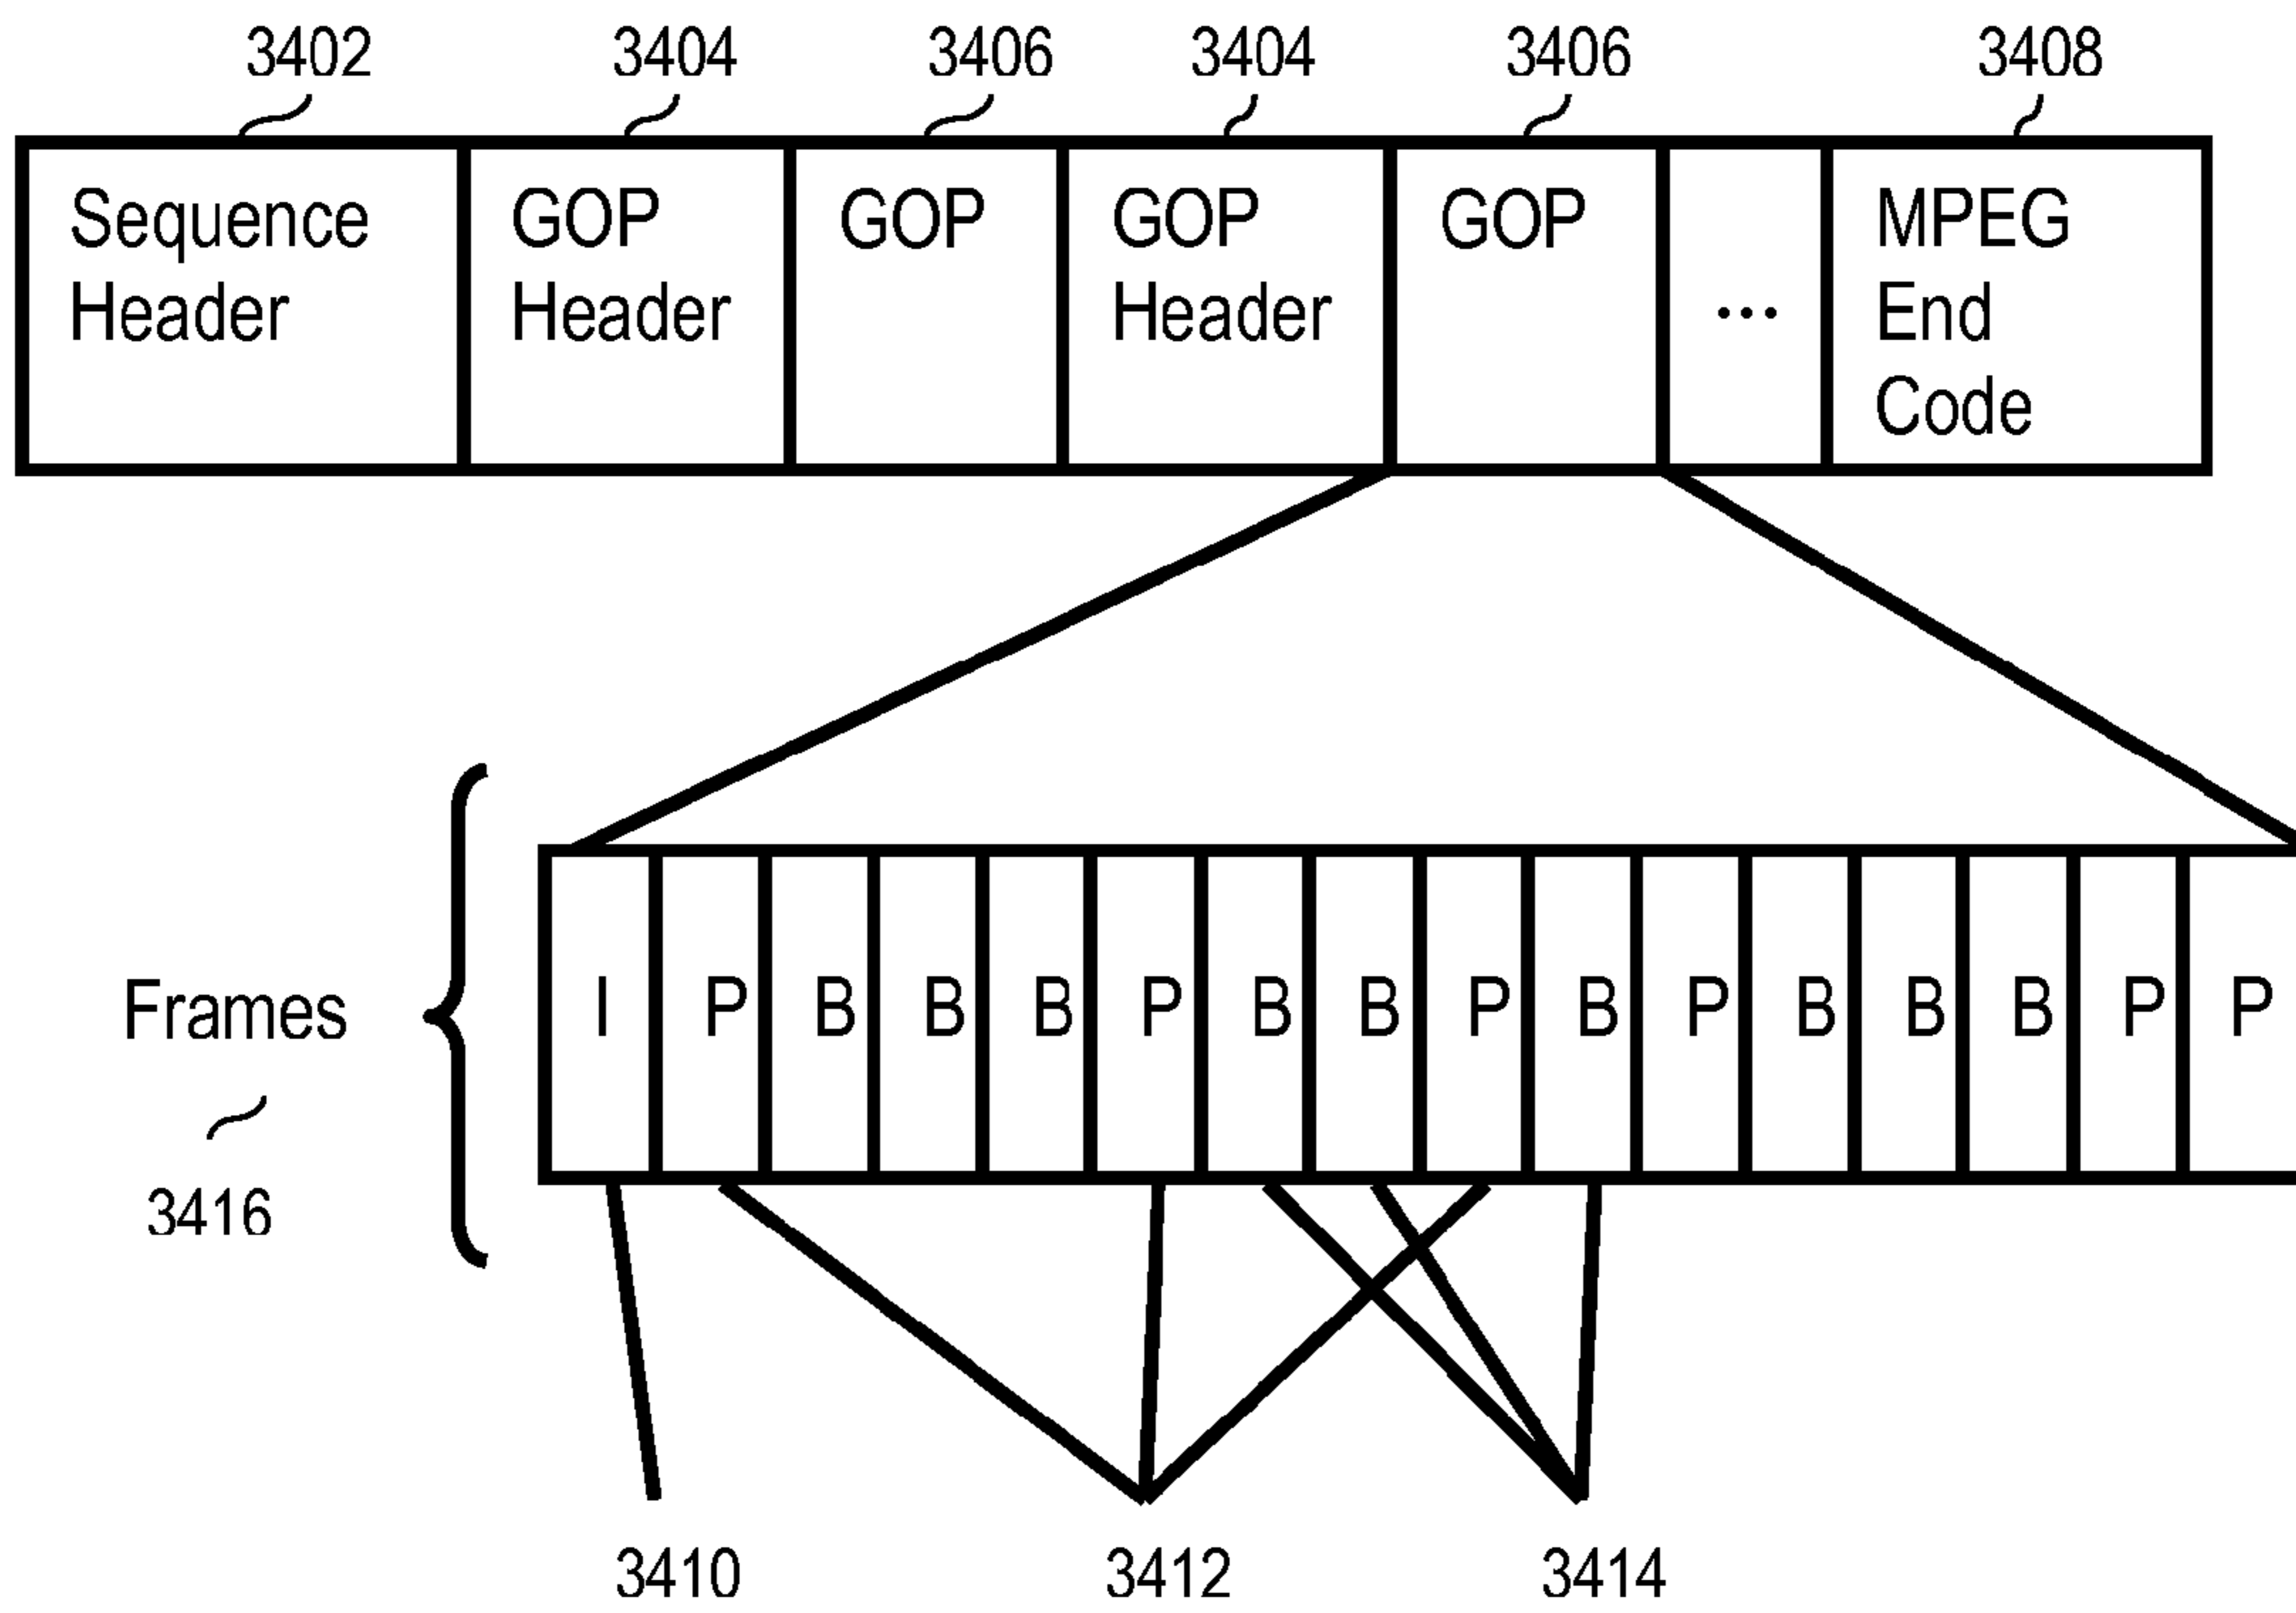 3402 3404 3406 3404 3406 3408
Sequence Header
GOP Header
GOP
GOP Header
GOP
...
MPEG End Code
Frames
3416
I P B B B P B B P B P B B B P P
3410 3412 3414